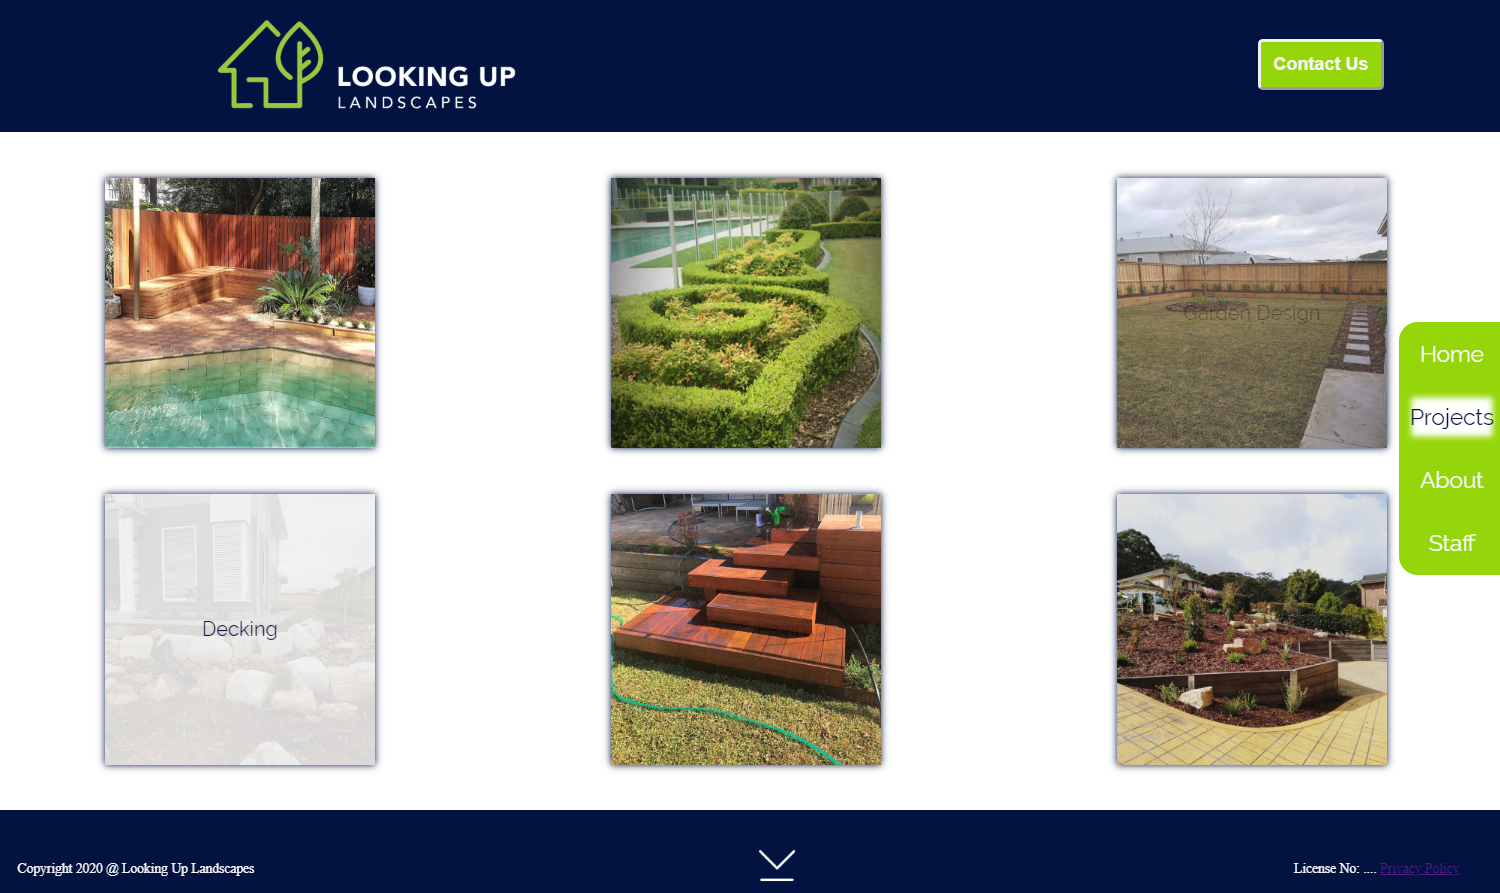 LOOKING UP
LANDSCAPES
Contact Us
Garden Design
Home
Projects
About
Staff
Decking
Copyright 2020 @ Looking Up Landscapes
License No: .... Privacy Policy